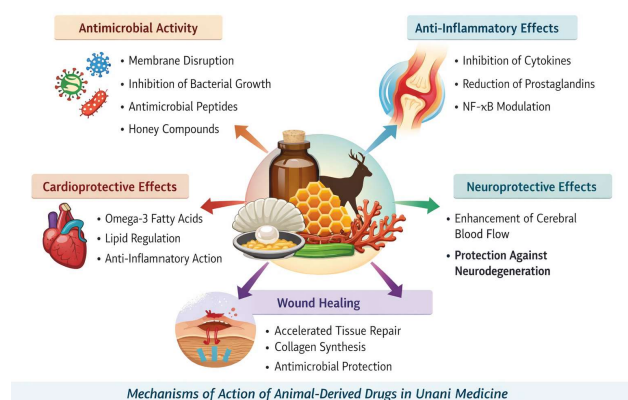 Antimicrobial Activity
• Membrane Disruption
• Inhibition of Bacterial Growth
• Antimicrobial Peptides
• Honey Compounds
Anti-Inflammatory Effects
• Inhibition of Cytokines
• Reduction of Prostaglandins
• NF-κB Modulation
Cardioprotective Effects
• Omega-3 Fatty Acids
• Lipid Regulation
• Anti-Inflamnatory Action
Neuroprotective Effects
• Enhancement of Cerebral
Blood Flow
• Protection Against
Neurodegeneration
Wound Healing
• Accelerated Tissue Repair
• Collagen Synthesis
• Antimicrobial Protection
Mechanisms of Action of Animal-Derived Drugs in Unani Medicine